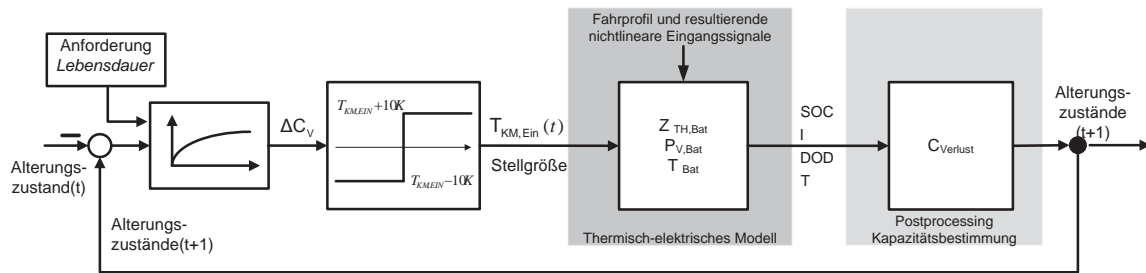 Fahrprofil und resultierende
nichtlineare Eingangssignale
Anforderung
Lebensdauer
Alterungs-
zustand(t)
ΔC_V
T_KM,EIN+10K
T_KM,EIN−10K
T_KM,In(t)
Stellgröße
Z_TH,Bat
P_V,Bat
T_Bat
Thermisch-elektrisches Modell
SOC
I
DOD
T
C_Verlust
Postprocessing
Kapazitätsbestimmung
Alterungs-
zustände
(t+1)
Alterungs-
zustände(t+1)